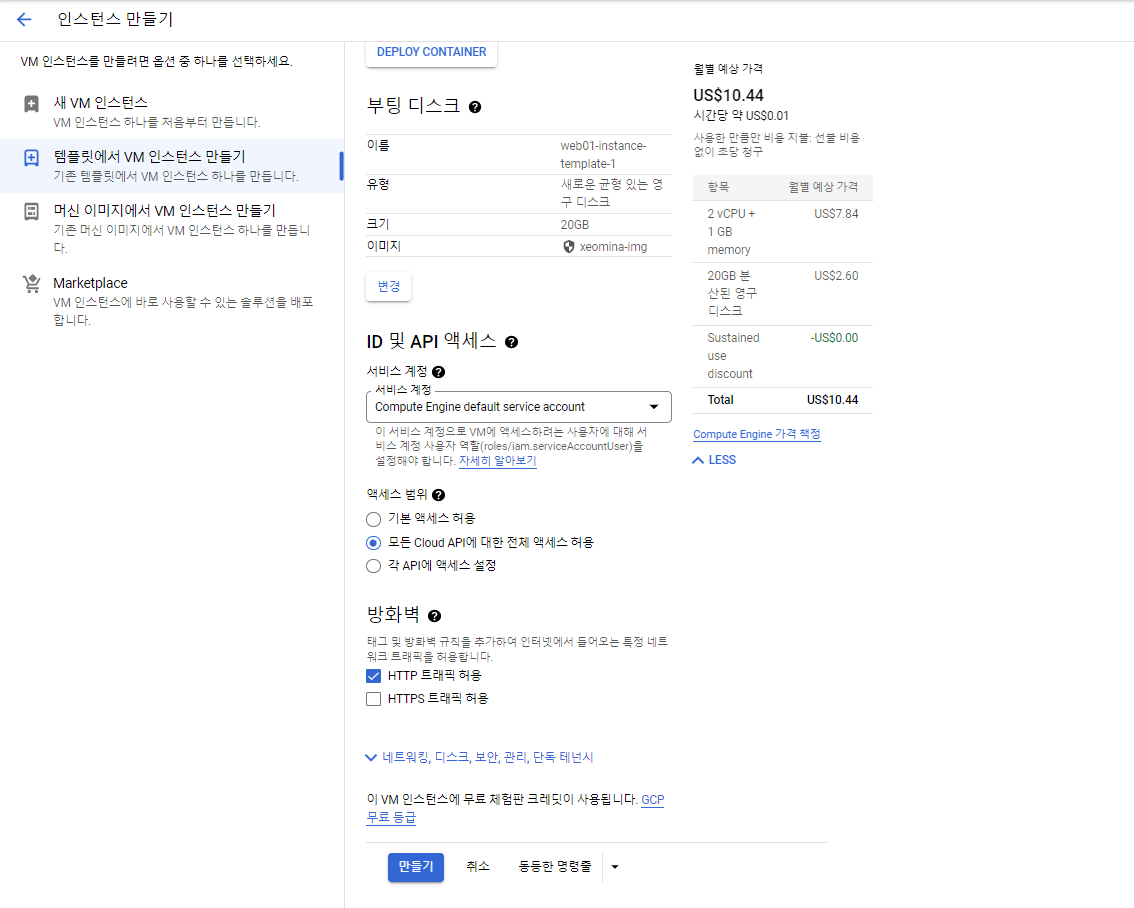 인스턴스 만들기
VM 인스턴스를 만들려면 옵션 중 하나를 선택하세요.
새 VM 인스턴스
VM 인스턴스 하나를 처음부터 만듭니다.
템플릿에서 VM 인스턴스 만들기
기존 템플릿에서 VM 인스턴스 하나를 만듭니다.
머신 이미지에서 VM 인스턴스 만들기
기존 머신 이미지에서 VM 인스턴스 하나를 만듭니
다.
Marketplace
VM 인스턴스에 바로 사용할 수 있는 솔루션을 배포
합니다.
DEPLOY CONTAINER
부팅 디스크
이름
web01-instance-
template-1
유형
새로운 균형 있는 영
구 디스크
크기
20GB
이미지
xeomina-img
변경
ID 및 API 액세스
서비스 계정
서비스 계정
Compute Engine default service account
이 서비스 계정으로 VM에 액세스하려는 사용자에 대해 서
비스 계정 사용자 역할(roles/iam.serviceAccountUser)을
설정해야 합니다. 자세히 알아보기
액세스 범위
기본 액세스 허용
모든 Cloud API에 대한 전체 액세스 허용
각 API에 액세스 설정
방화벽
태그 및 방화벽 규칙을 추가하여 인터넷에서 들어오는 특정 네트
워크 트래픽을 허용합니다.
HTTP 트래픽 허용
HTTPS 트래픽 허용
네트워킹, 디스크, 보안, 관리, 단독 테넌시
이 VM 인스턴스에 무료 체험판 크레딧이 사용됩니다. GCP
무료 등급
만들기
취소
동등한 명령줄
월별 예상 가격
US$10.44
시간당 약 US$0.01
사용한 만큼만 비용 지불: 선불 비용
없이 초당 청구
항목 월별 예상 가격
2 vCPU + US$7.84
1 GB
memory
20GB 분 US$2.60
산된 영구
디스크
Sustained -US$0.00
use
discount
Total US$10.44
Compute Engine 가격 책정
LESS